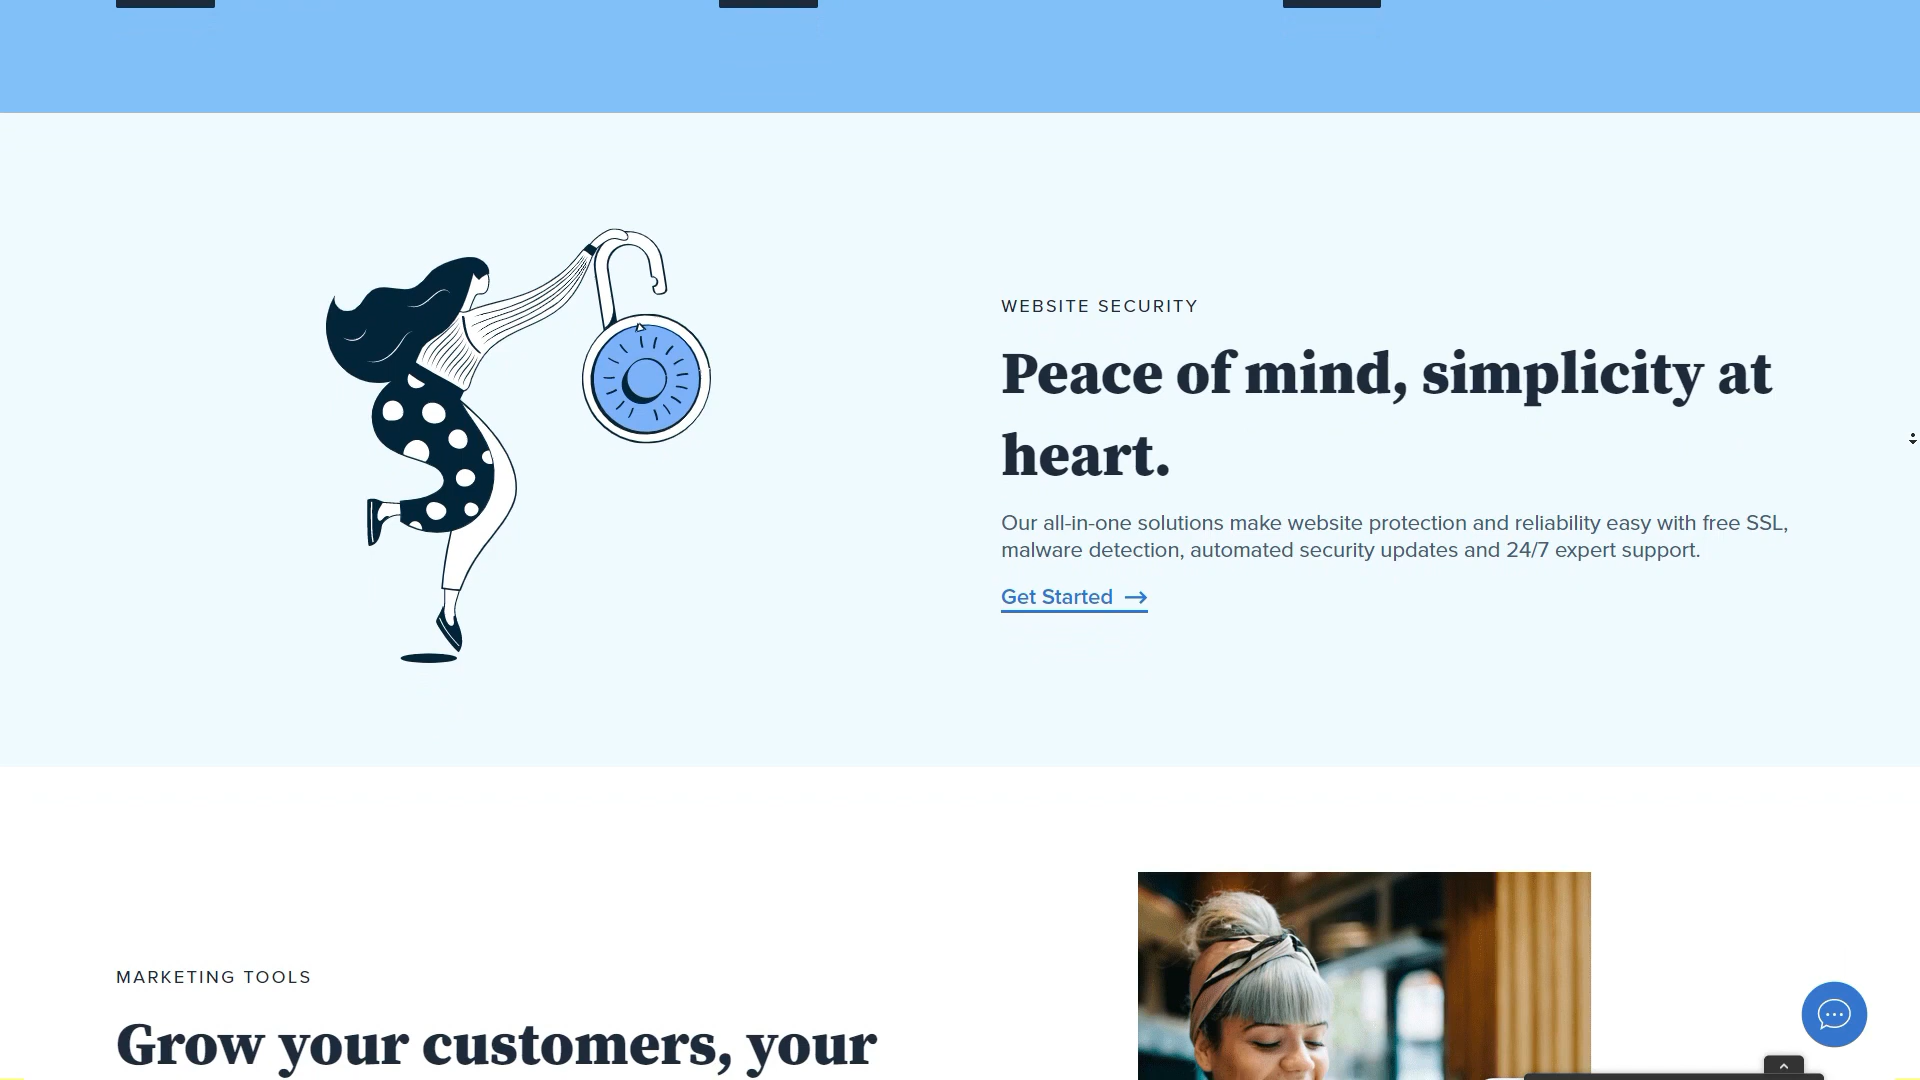 WEBSITE SECURITY
Peace of mind, simplicity at
heart.
Our all-in-one solutions make website protection and reliability easy with free SSL,
malware detection, automated security updates and 24/7 expert support.
Get Started
MARKETING TOOLS
Grow your customers, your